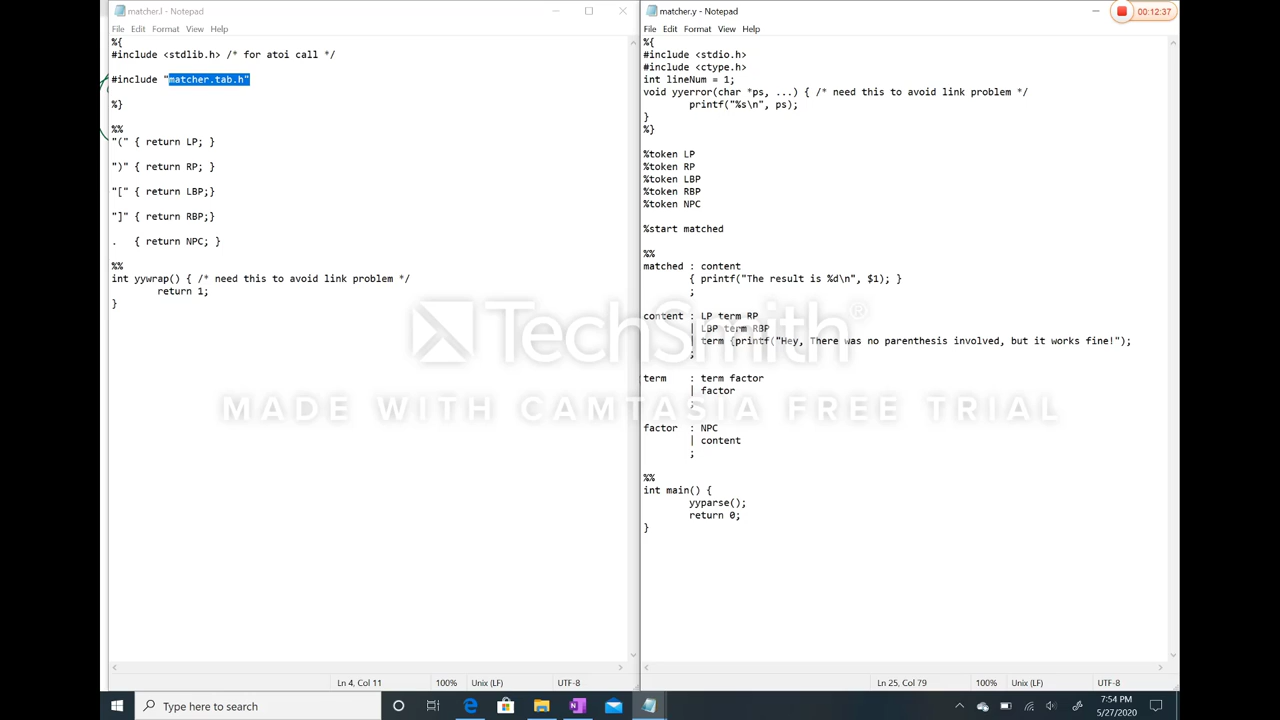 matcher.l - Notepad
File Edit Format View Help
%{
#include <stdlib.h> /* for atoi call */
#include "matcher.tab.h"
%}
%%
"(" { return LP; }
")" { return RP; }
"[" { return LBP;}
"]" { return RBP;}
. { return NPC; }
%%
int yywrap() { /* need this to avoid link problem */
return 1;
}
Ln 4, Col 11 100% Unix (LF) UTF-8
matcher.y - Notepad
00:12:37
File Edit Format View Help
%{
#include <stdio.h>
#include <ctype.h>
int lineNum = 1;
void yyerror(char *ps, ...) { /* need this to avoid link problem */
printf("%s\n", ps);
}
%}
%token LP
%token RP
%token LBP
%token RBP
%token NPC
%start matched
%%
matched : content
{ printf("The result is %d\n", $1); }
;
content : LP term RP
| LBP term RBP
| term {printf("Hey, There was no parenthesis involved, but it works fine!");
;
term : term factor
| factor
;
factor : NPC
| content
;
%%
int main() {
yyparse();
return 0;
}
Ln 25, Col 79 100% Unix (LF) UTF-8
TechSmith®
MADE WITH CAMTASIA FREE TRIAL
Type here to search
7:54 PM
5/27/2020